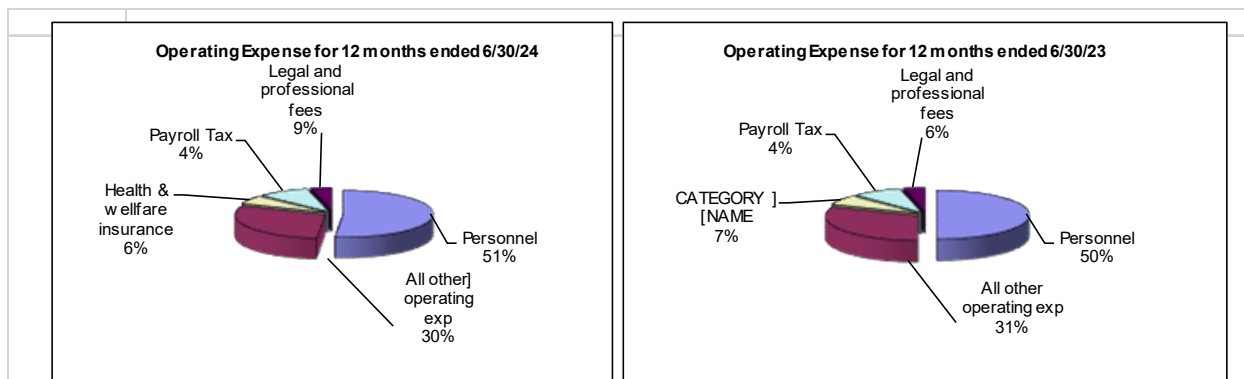 Operating Expense for 12 months ended 6/30/24
Legal and
professional
fees
9%
Payroll Tax
4%
Health &
wellfare
insurance
6%
Personnel
51%
All other]
operating
exp
30%
Operating Expense for 12 months ended 6/30/23
Legal and
professional
fees
6%
Payroll Tax
4%
CATEGORY ]
[NAME
7%
Personnel
50%
All other
operating exp
31%